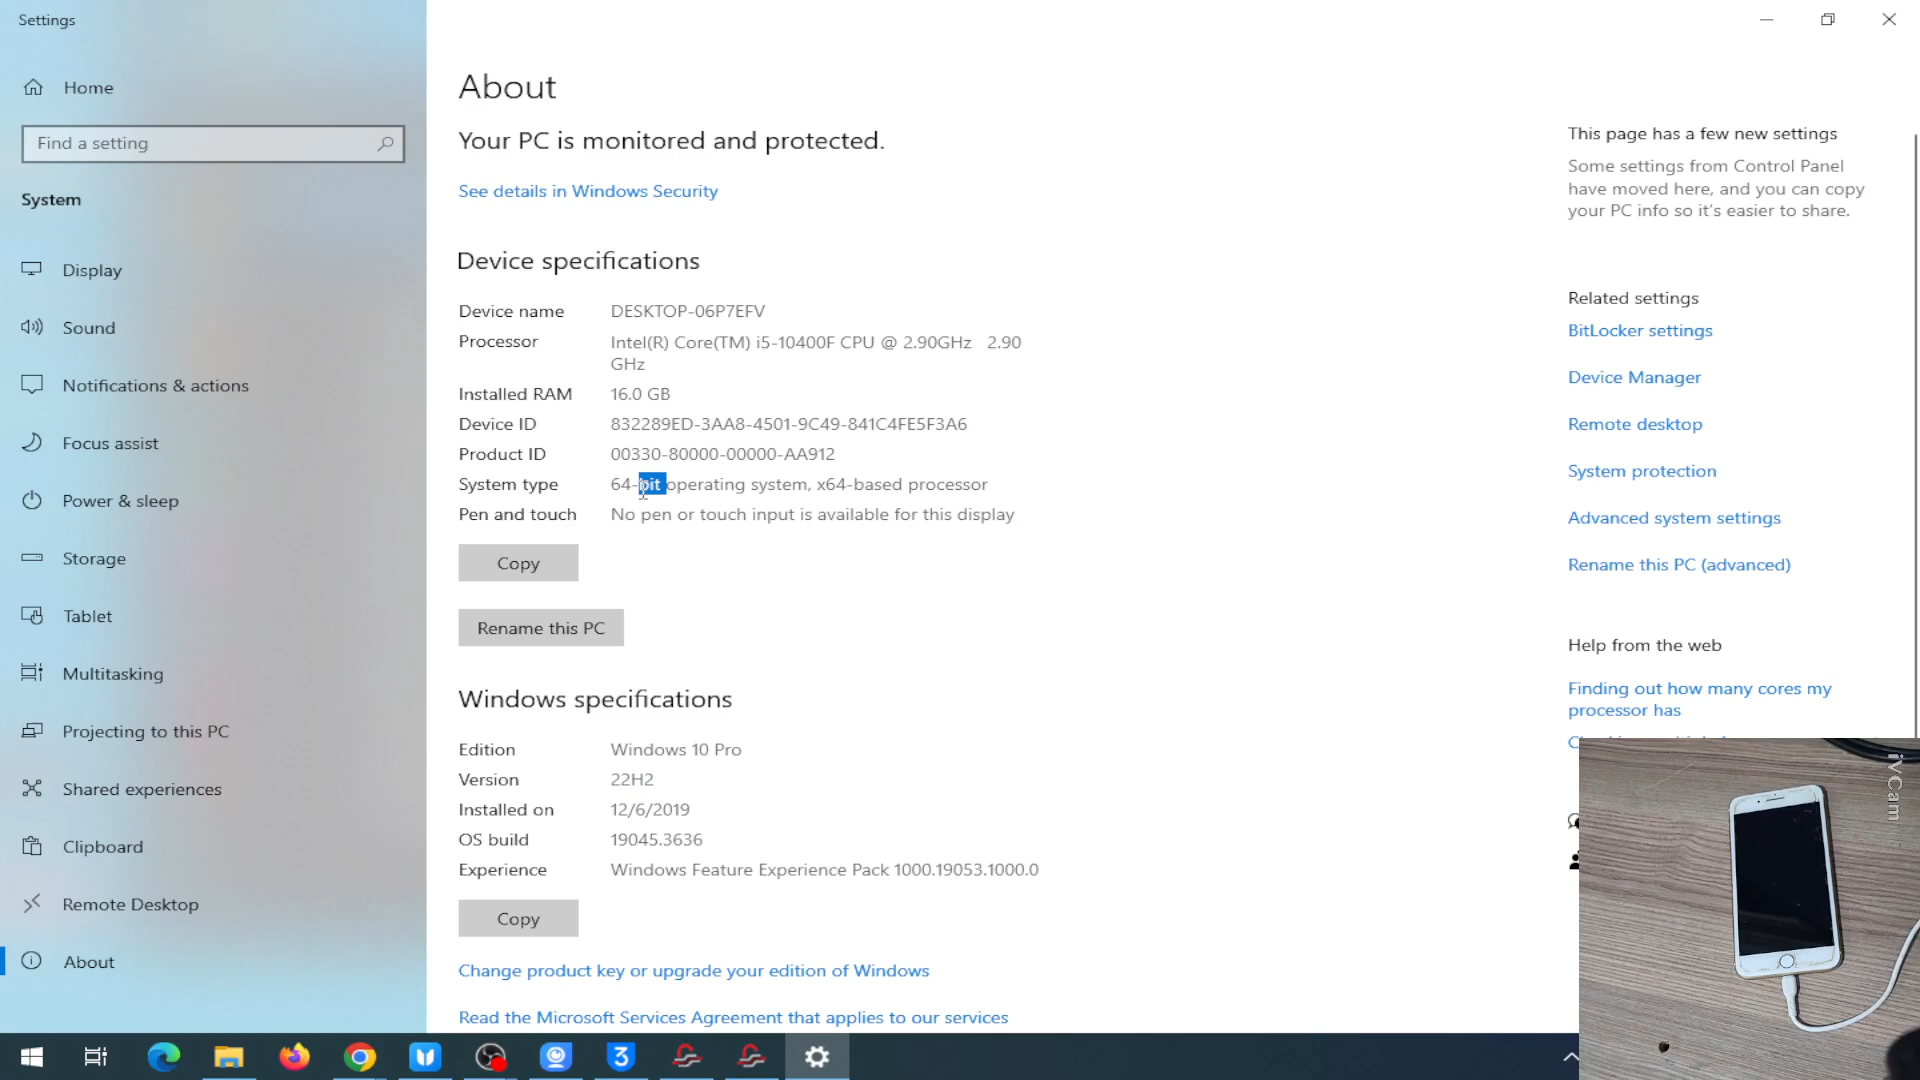 Settings
Home
Find a setting
System
Display
Sound
Notifications & actions
Focus assist
Power & sleep
Storage
Tablet
Multitasking
Projecting to this PC
Shared experiences
Clipboard
Remote Desktop
About
About
Your PC is monitored and protected.
See details in Windows Security
Device specifications
Device name DESKTOP-06P7EFV
Processor Intel(R) Core(TM) i5-10400F CPU @ 2.90GHz 2.90
GHz
Installed RAM 16.0 GB
Device ID 832289ED-3AA8-4501-9C49-841C4FE5F3A6
Product ID 00330-80000-00000-AA912
System type 64-bit operating system, x64-based processor
Pen and touch No pen or touch input is available for this display
Copy
Rename this PC
Windows specifications
Edition Windows 10 Pro
Version 22H2
Installed on 12/6/2019
OS build 19045.3636
Experience Windows Feature Experience Pack 1000.19053.1000.0
Copy
Change product key or upgrade your edition of Windows
Read the Microsoft Services Agreement that applies to our services
This page has a few new settings
Some settings from Control Panel
have moved here, and you can copy
your PC info so it's easier to share.
Related settings
BitLocker settings
Device Manager
Remote desktop
System protection
Advanced system settings
Rename this PC (advanced)
Help from the web
Finding out how many cores my
processor has
iVCam
3